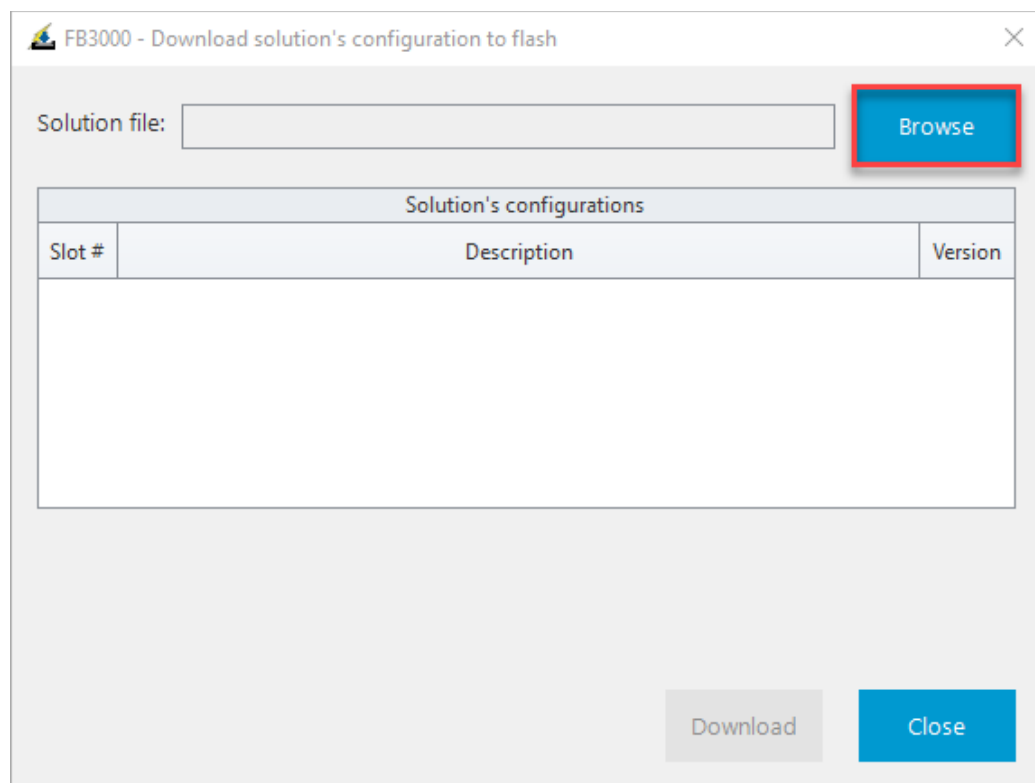 FB3000 - Download solution's configuration to flash
Solution file:
Browse
Solution's configurations
Slot # Description Version
Download Close